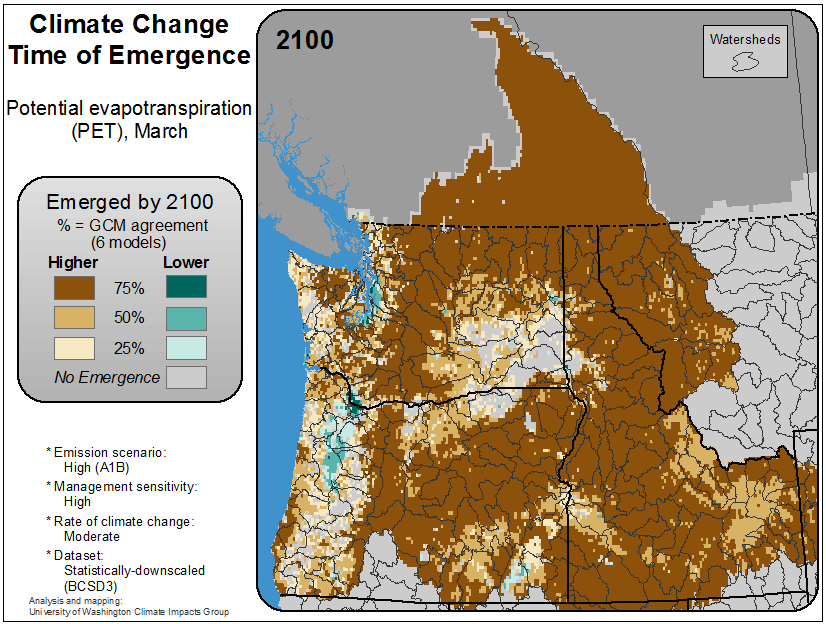 Climate Change
Time of Emergence
Potential evapotranspiration
(PET), March
Emerged by 2100
% = GCM agreement
(6 models)
Higher Lower
75%
50%
25%
No Emergence
* Emission scenario:
High (A1B)
* Management sensitivity:
High
* Rate of climate change:
Moderate
* Dataset:
Statistically-downscaled
(BCSD3)
Analysis and mapping:
University of Washington Climate Impacts Group
2100
Watersheds